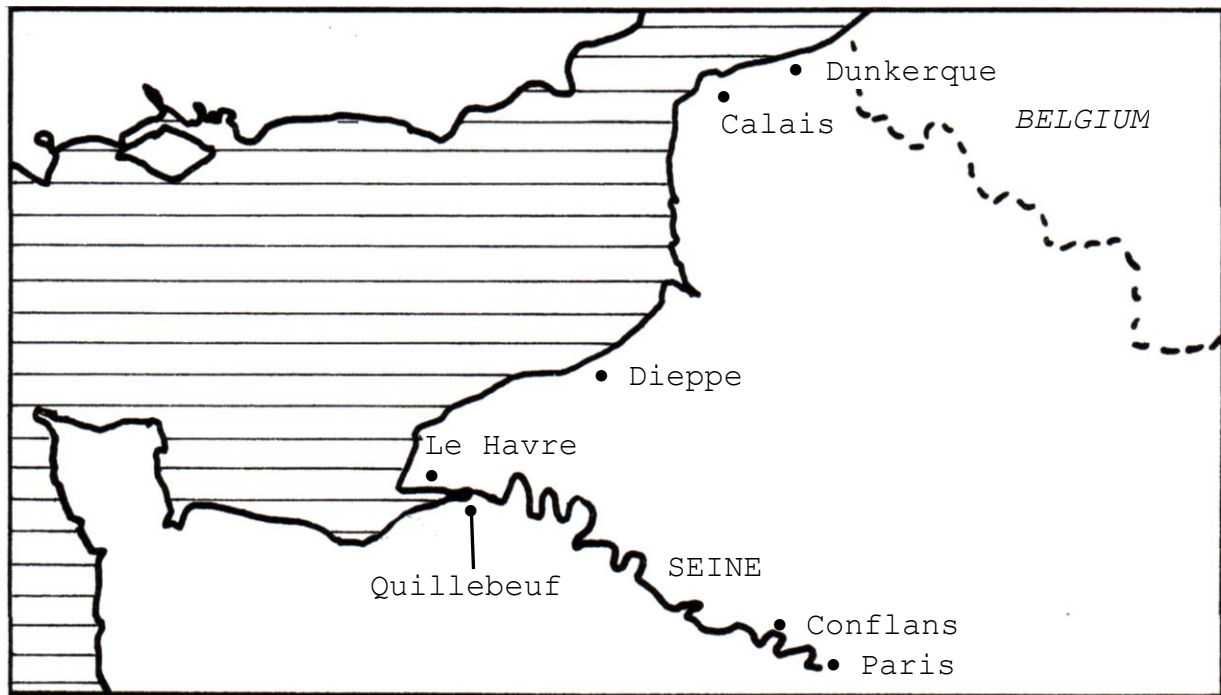 Dunkerque
Calais
BELGIUM
Dieppe
Le Havre
Quillebeuf
SEINE
Conflans
Paris